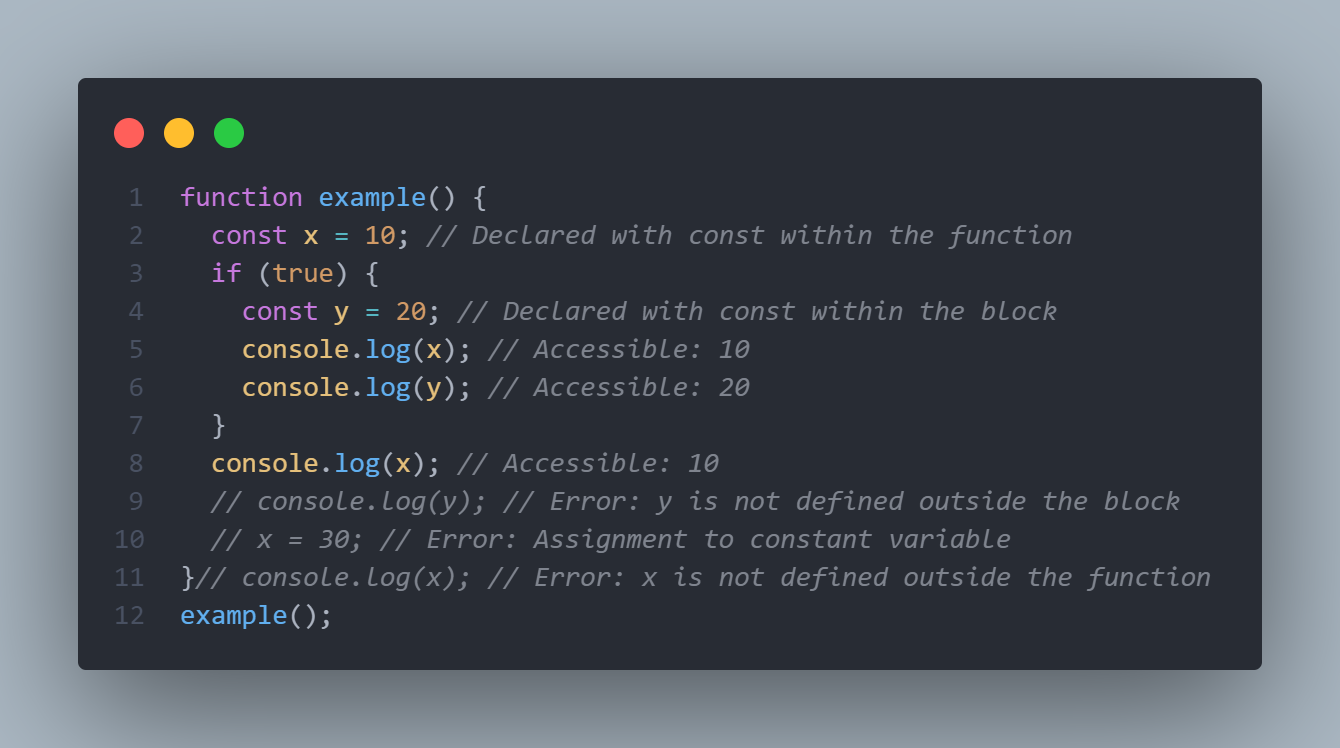 1 function example() {
2   const x = 10; // Declared with const within the function
3   if (true) {
4     const y = 20; // Declared with const within the block
5     console.log(x); // Accessible: 10
6     console.log(y); // Accessible: 20
7   }
8   console.log(x); // Accessible: 10
9   // console.log(y); // Error: y is not defined outside the block
10   // x = 30; // Error: Assignment to constant variable
11 }// console.log(x); // Error: x is not defined outside the function
12 example();